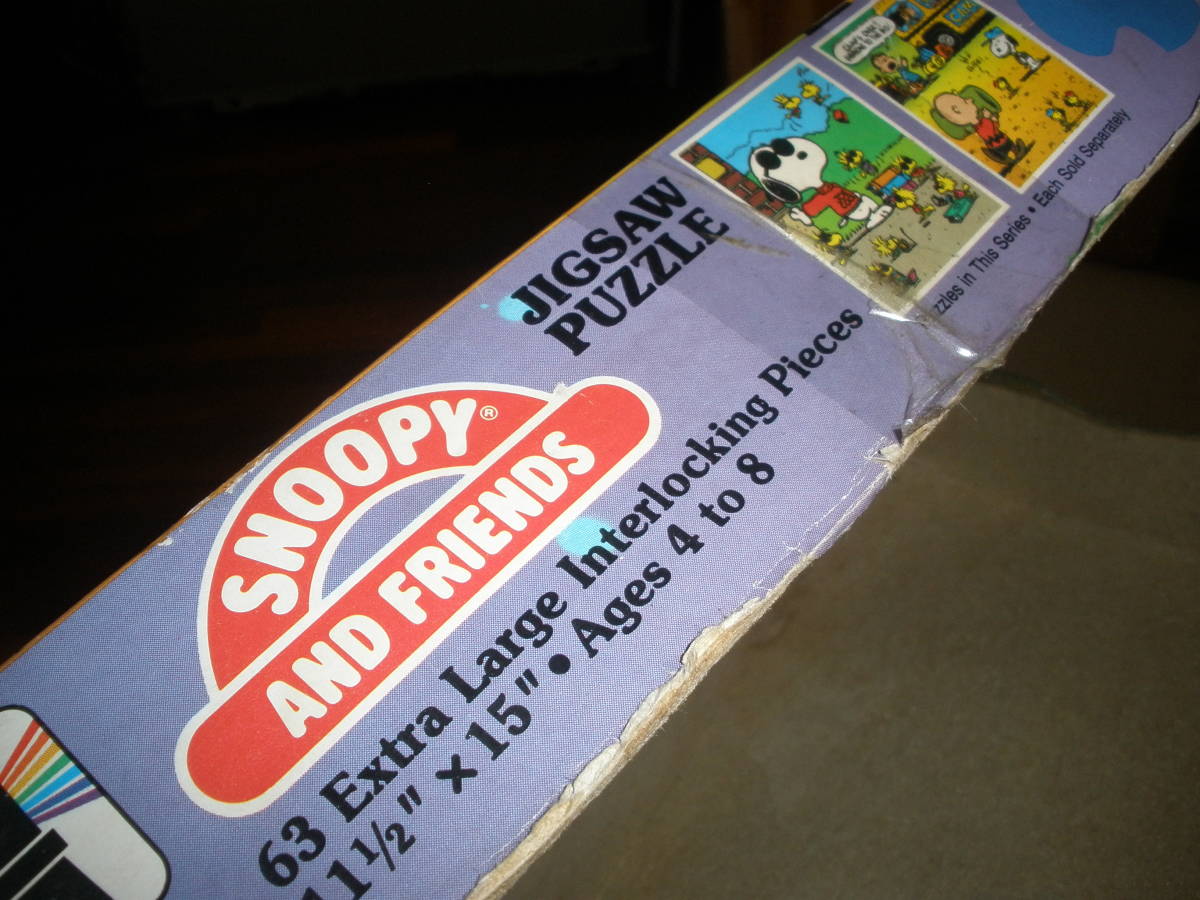 SNOOPY®
AND FRIENDS
JIGSAW
PUZZLE
63 Extra Large Interlocking Pieces
11 1/2" x 15" • Ages 4 to 8
in This Series • Each Sold Separately